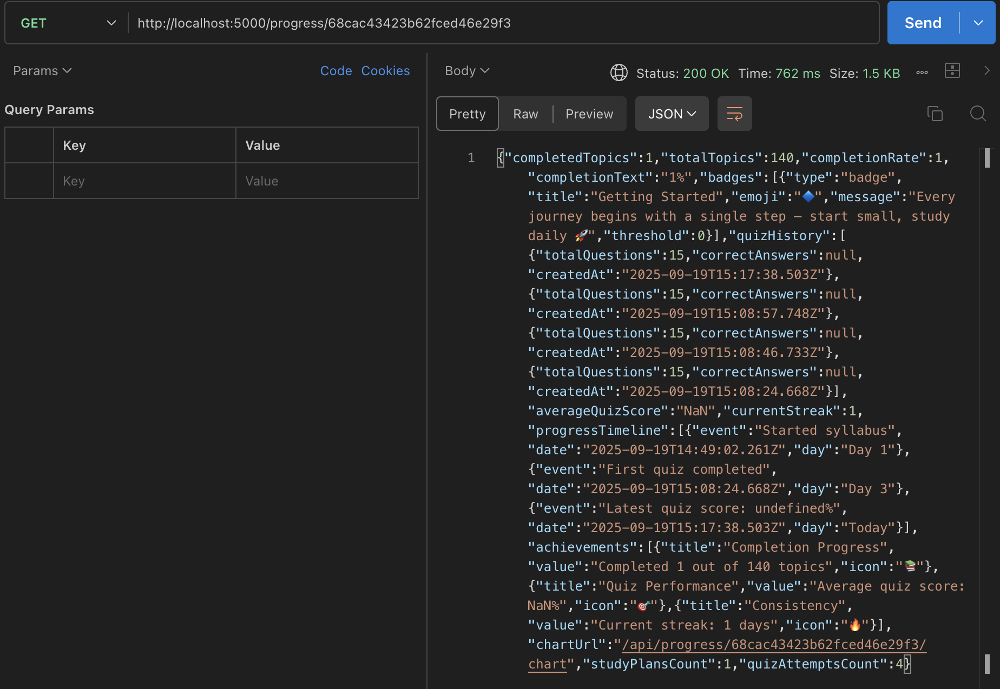 GET http://localhost:5000/progress/68cac43423b62fced46e29f3 Send
Params Code Cookies
Query Params
Key Value
Key Value
Body Status: 200 OK Time: 762 ms Size: 1.5 KB
Pretty Raw Preview JSON
1 {"completedTopics":1,"totalTopics":140,"completionRate":1,
"completionText":"1%","badges":[{"type":"badge",
"title":"Getting Started","emoji":"🔷","message":"Every
journey begins with a single step – start small, study
daily 🚀","threshold":0}],"quizHistory":[
{"totalQuestions":15,"correctAnswers":null,
"createdAt":"2025-09-19T15:17:38.503Z"},
{"totalQuestions":15,"correctAnswers":null,
"createdAt":"2025-09-19T15:08:57.748Z"},
{"totalQuestions":15,"correctAnswers":null,
"createdAt":"2025-09-19T15:08:46.733Z"},
{"totalQuestions":15,"correctAnswers":null,
"createdAt":"2025-09-19T15:08:24.668Z"}],
"averageQuizScore":"NaN","currentStreak":1,
"progressTimeline":[{"event":"Started syllabus",
"date":"2025-09-19T14:49:02.261Z","day":"Day 1"},
{"event":"First quiz completed",
"date":"2025-09-19T15:08:24.668Z","day":"Day 3"},
{"event":"Latest quiz score: undefined%",
"date":"2025-09-19T15:17:38.503Z","day":"Today"}],
"achievements":[{"title":"Completion Progress",
"value":"Completed 1 out of 140 topics","icon":"📚"},
{"title":"Quiz Performance","value":"Average quiz score:
NaN%","icon":"🎯"},{"title":"Consistency",
"value":"Current streak: 1 days","icon":"🔥"}],
"chartUrl":"/api/progress/68cac43423b62fced46e29f3/
chart","studyPlansCount":1,"quizAttemptsCount":4}